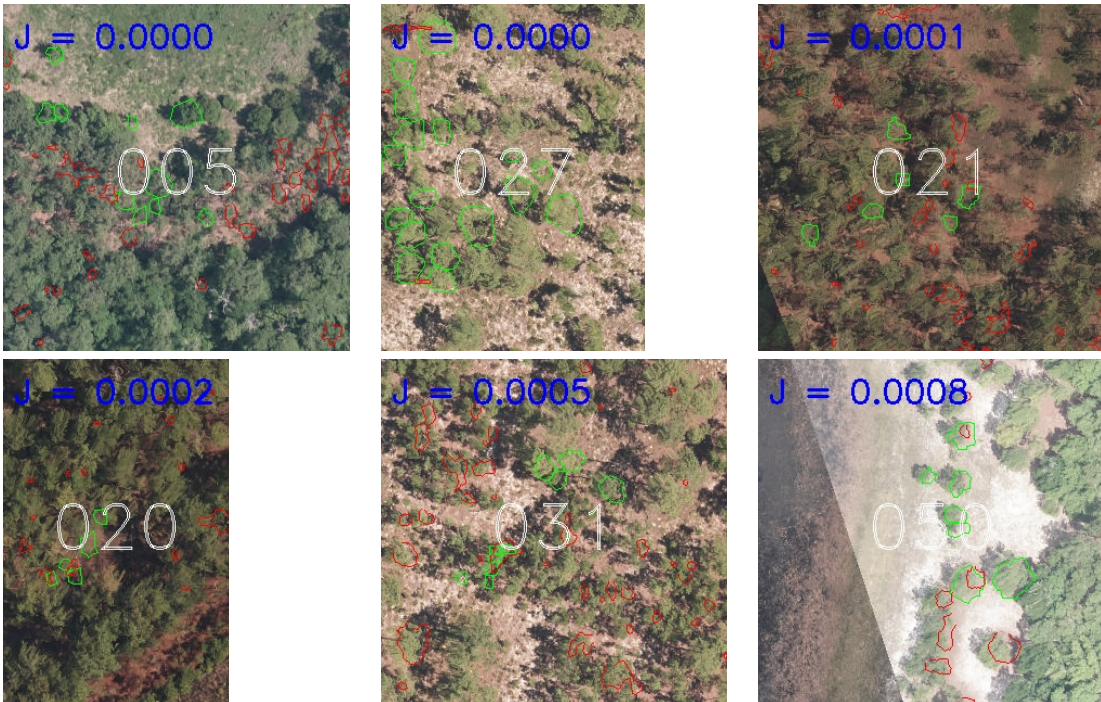 J = 0.0000
005
J = 0.0000
027
J = 0.0001
021
J = 0.0002
020
J = 0.0005
031
J = 0.0008
050